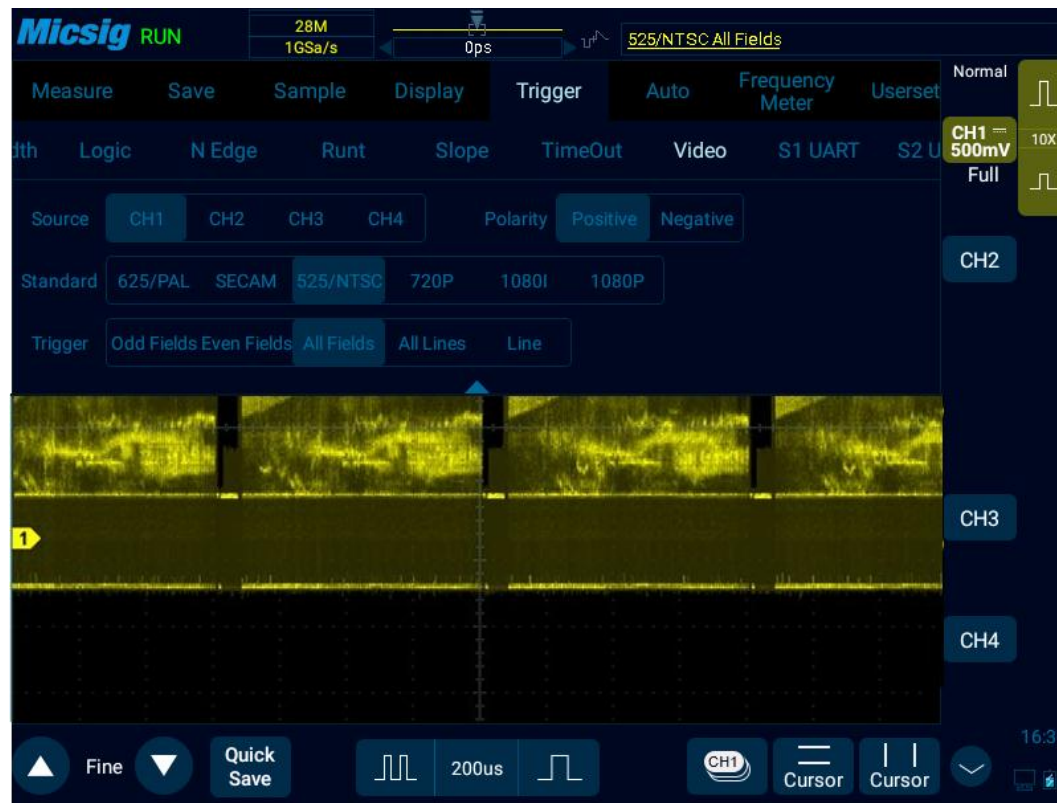 Micsig RUN 28M 1GSa/s 0ps 525/NTSC All Fields
Measure Save Sample Display Trigger Auto Frequency Meter Userset
dth Logic N Edge Runt Slope TimeOut Video S1 UART S2 U
Normal
CH1
500mV
Full
10X
Source CH1 CH2 CH3 CH4 Polarity Positive Negative
Standard 625/PAL SECAM 525/NTSC 720P 1080I 1080P
Trigger Odd Fields Even Fields All Fields All Lines Line
CH2
1
CH3
CH4
Fine Quick Save 200us CH1 Cursor Cursor
16:3